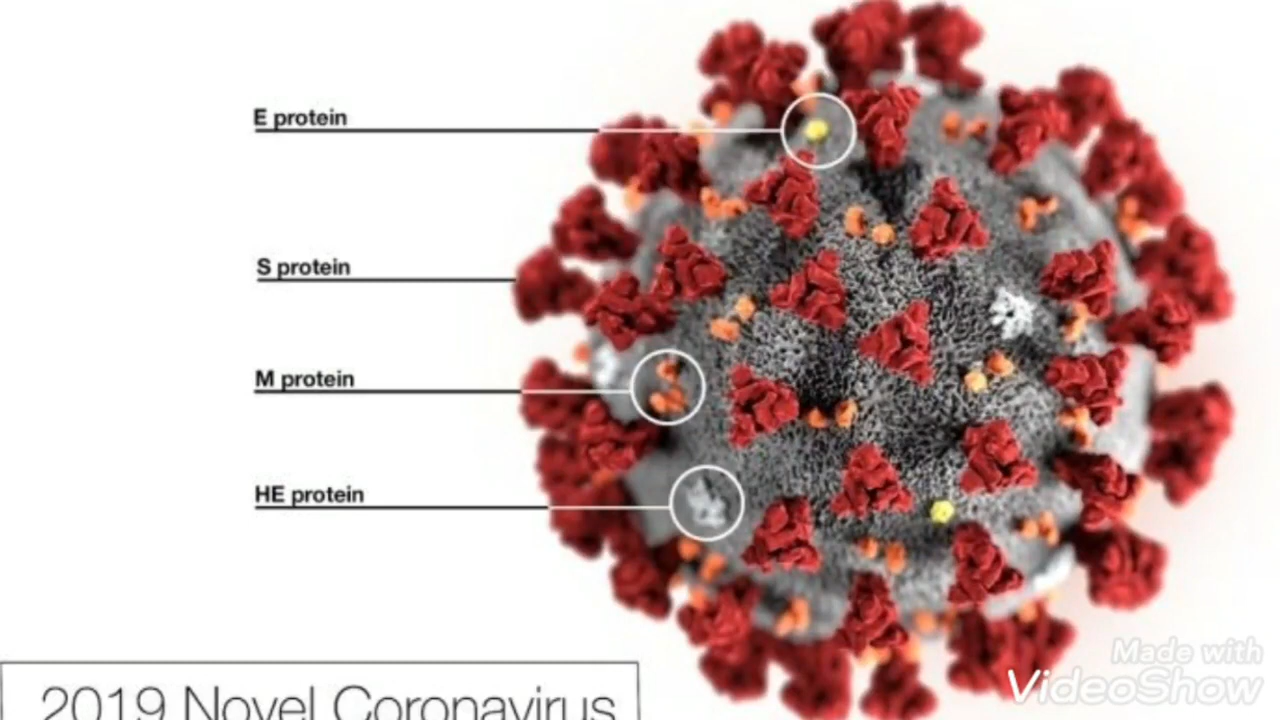 E protein
S protein
M protein
HE protein
2019 Novel Coronavirus
Made with
VideoShow